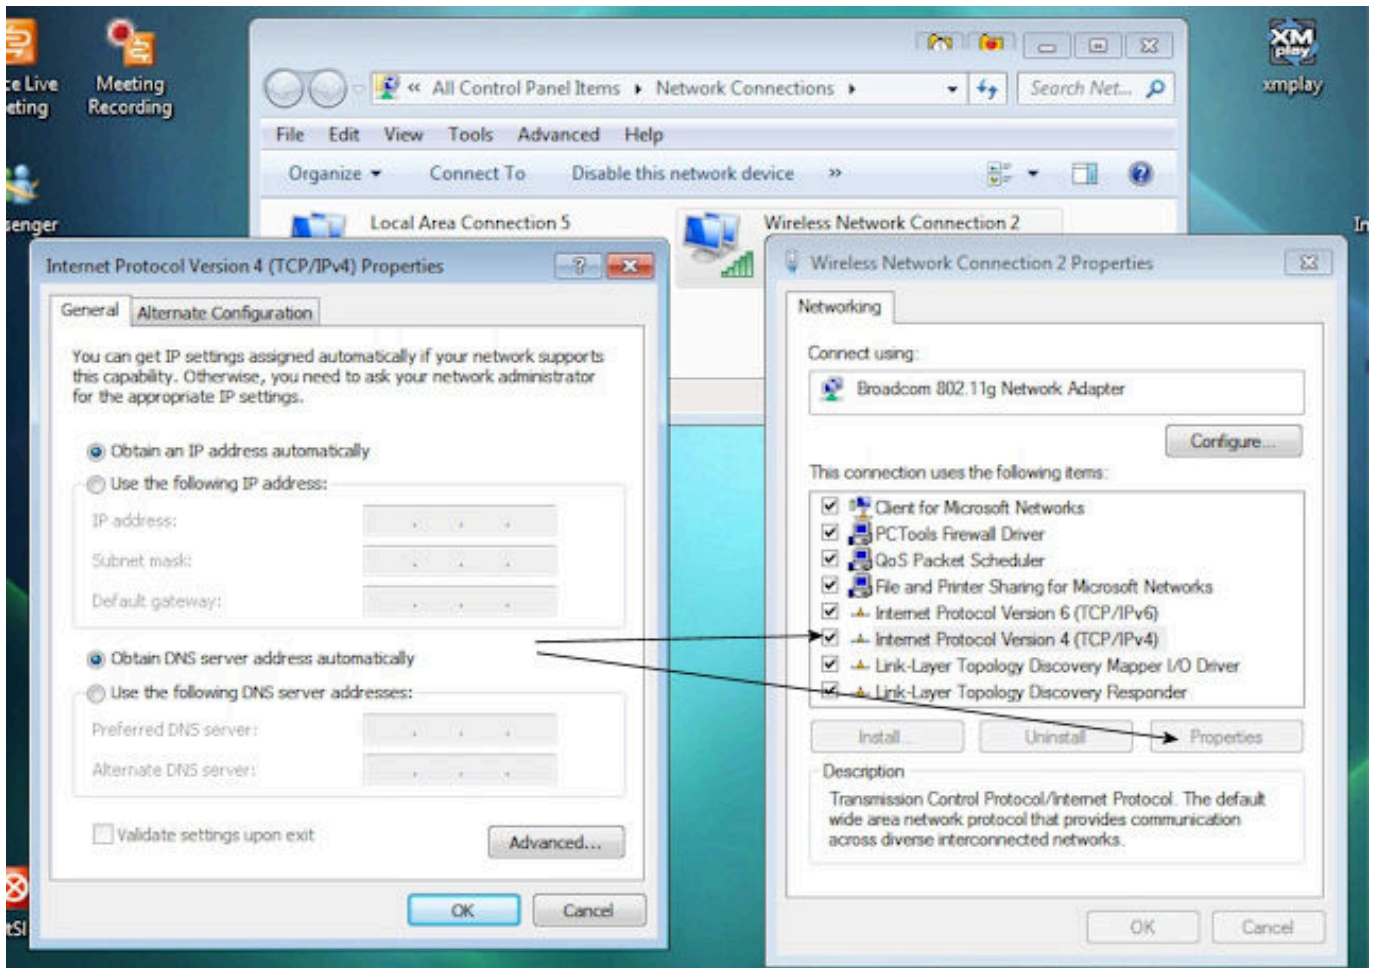 ce Live
eting
Meeting
Recording
senger
tSI
XM
play
xmplay
In
« All Control Panel Items ▸ Network Connections ▸
Search Net...
File Edit View Tools Advanced Help
Organize Connect To Disable this network device »
Local Area Connection 5
Wireless Network Connection 2
Internet Protocol Version 4 (TCP/IPv4) Properties
General
Alternate Configuration
You can get IP settings assigned automatically if your network supports
this capability. Otherwise, you need to ask your network administrator
for the appropriate IP settings.
Obtain an IP address automatically
Use the following IP address:
IP address:
Subnet mask:
Default gateway:
Obtain DNS server address automatically
Use the following DNS server addresses:
Preferred DNS server:
Alternate DNS server:
Validate settings upon exit
Advanced...
OK
Cancel
Wireless Network Connection 2 Properties
Networking
Connect using:
Broadcom 802.11g Network Adapter
Configure...
This connection uses the following items:
Client for Microsoft Networks
PCTools Firewall Driver
QoS Packet Scheduler
File and Printer Sharing for Microsoft Networks
Internet Protocol Version 6 (TCP/IPv6)
Internet Protocol Version 4 (TCP/IPv4)
Link-Layer Topology Discovery Mapper I/O Driver
Link-Layer Topology Discovery Responder
Install...
Uninstall
Properties
Description
Transmission Control Protocol/Internet Protocol. The default
wide area network protocol that provides communication
across diverse interconnected networks.
OK
Cancel